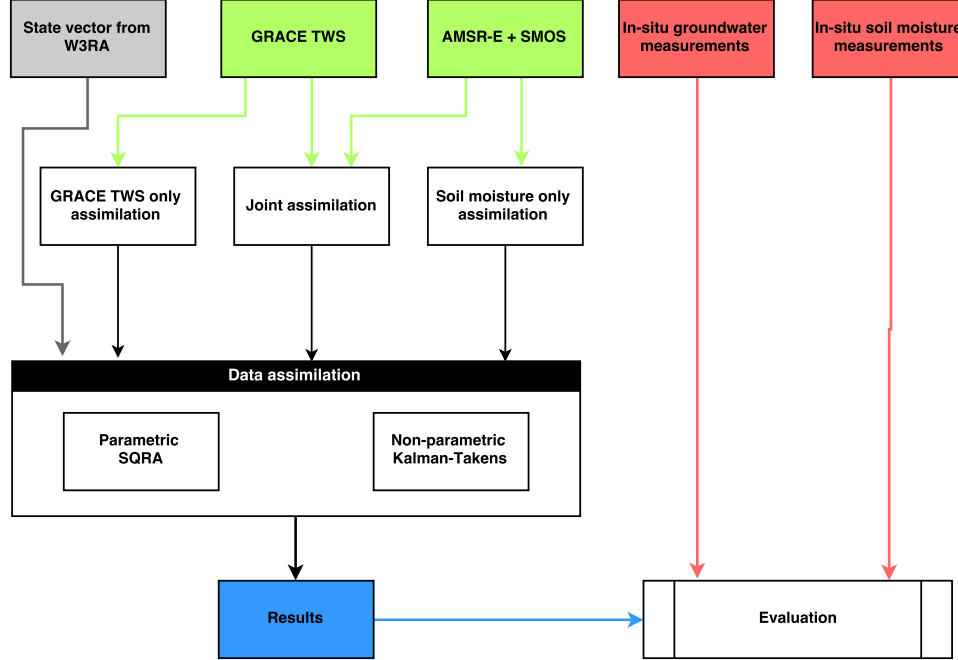 State vector from
W3RA
GRACE TWS
AMSR-E + SMOS
In-situ groundwater
measurements
In-situ soil moisture
measurements
GRACE TWS only
assimilation
Joint assimilation
Soil moisture only
assimilation
Data assimilation
Parametric
SQRA
Non-parametric
Kalman-Takens
Results
Evaluation